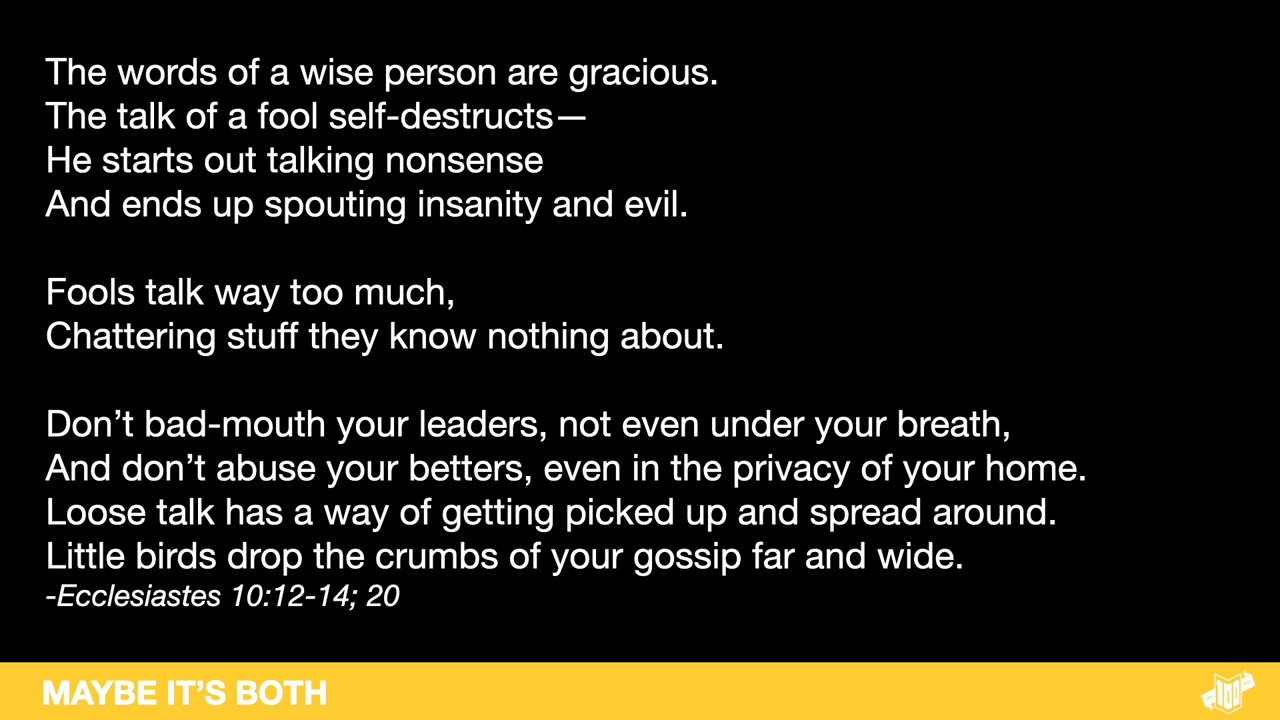 The words of a wise person are gracious.
The talk of a fool self-destructs—
He starts out talking nonsense
And ends up spouting insanity and evil.
Fools talk way too much,
Chattering stuff they know nothing about.
Don’t bad-mouth your leaders, not even under your breath,
And don’t abuse your betters, even in the privacy of your home.
Loose talk has a way of getting picked up and spread around.
Little birds drop the crumbs of your gossip far and wide.
-Ecclesiastes 10:12-14; 20
MAYBE IT’S BOTH
100